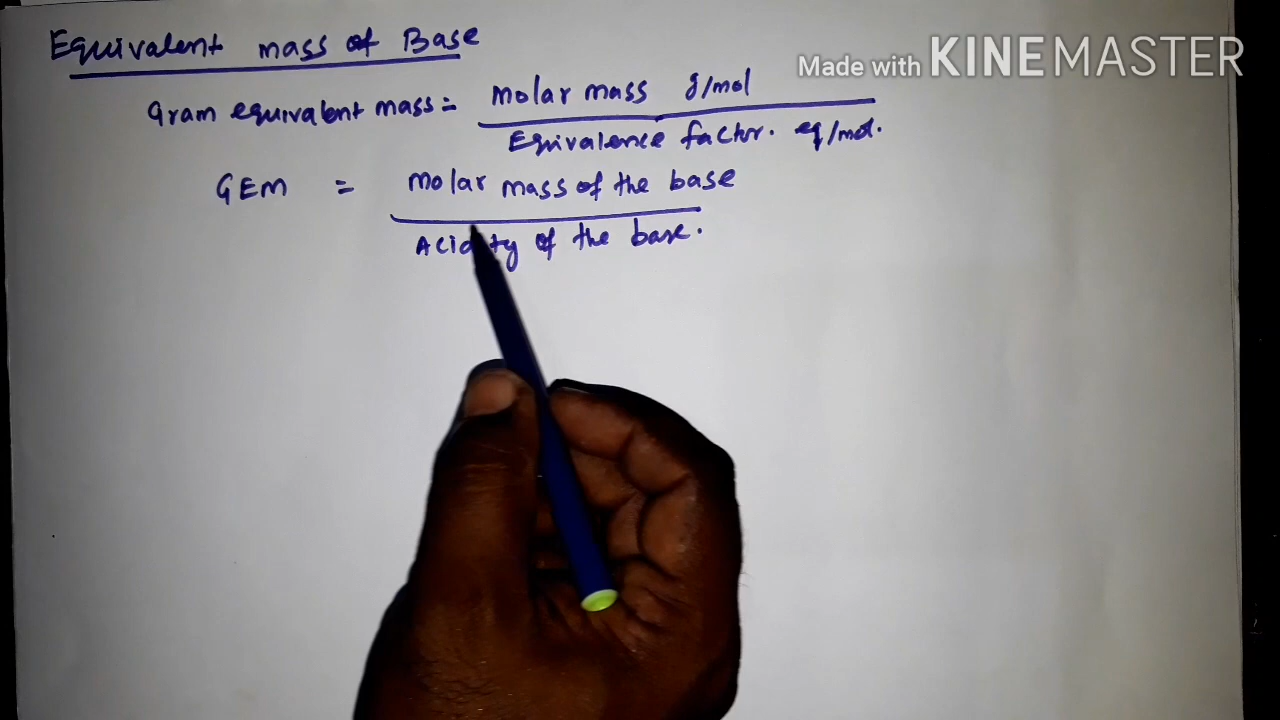 Equivalent mass of Base
Made with KINEMASTER
Gram equivalent mass = molar mass g/mol
Equivalence factor. eq/mol.
GEM = molar mass of the base
Acidity of the base.